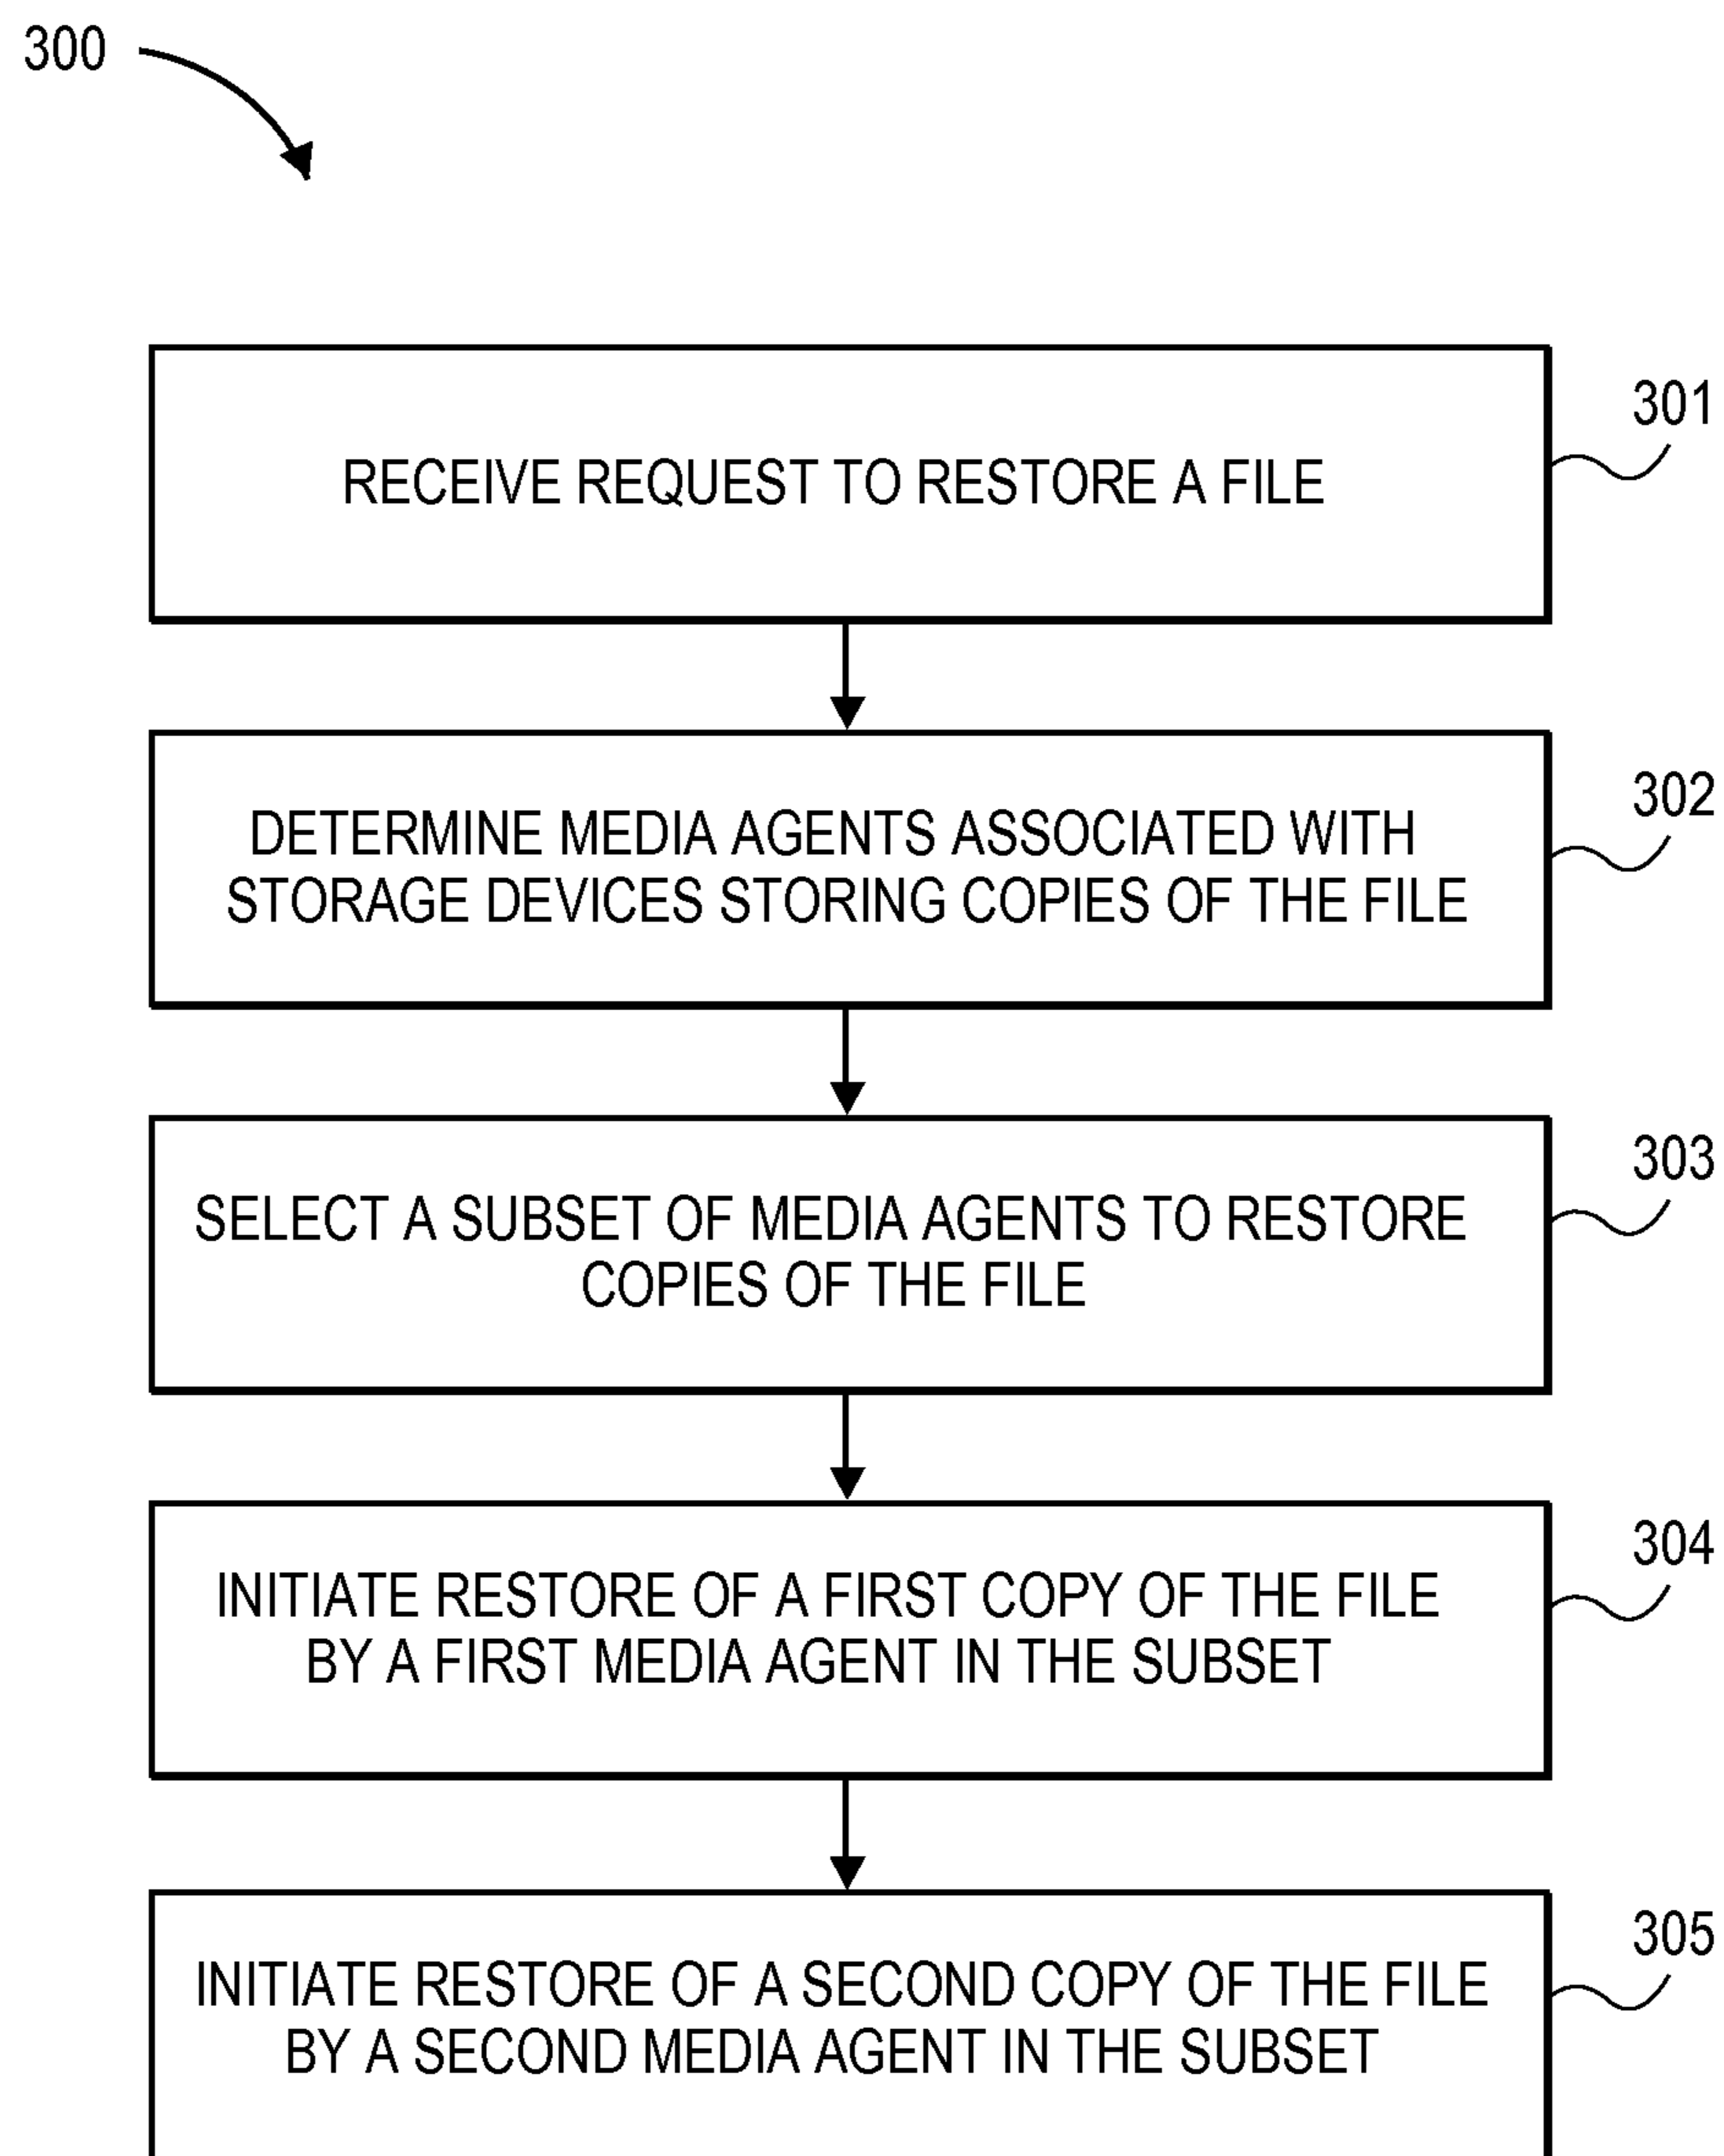 300
301
RECEIVE REQUEST TO RESTORE A FILE
302
DETERMINE MEDIA AGENTS ASSOCIATED WITH
STORAGE DEVICES STORING COPIES OF THE FILE
303
SELECT A SUBSET OF MEDIA AGENTS TO RESTORE
COPIES OF THE FILE
304
INITIATE RESTORE OF A FIRST COPY OF THE FILE
BY A FIRST MEDIA AGENT IN THE SUBSET
305
INITIATE RESTORE OF A SECOND COPY OF THE FILE
BY A SECOND MEDIA AGENT IN THE SUBSET